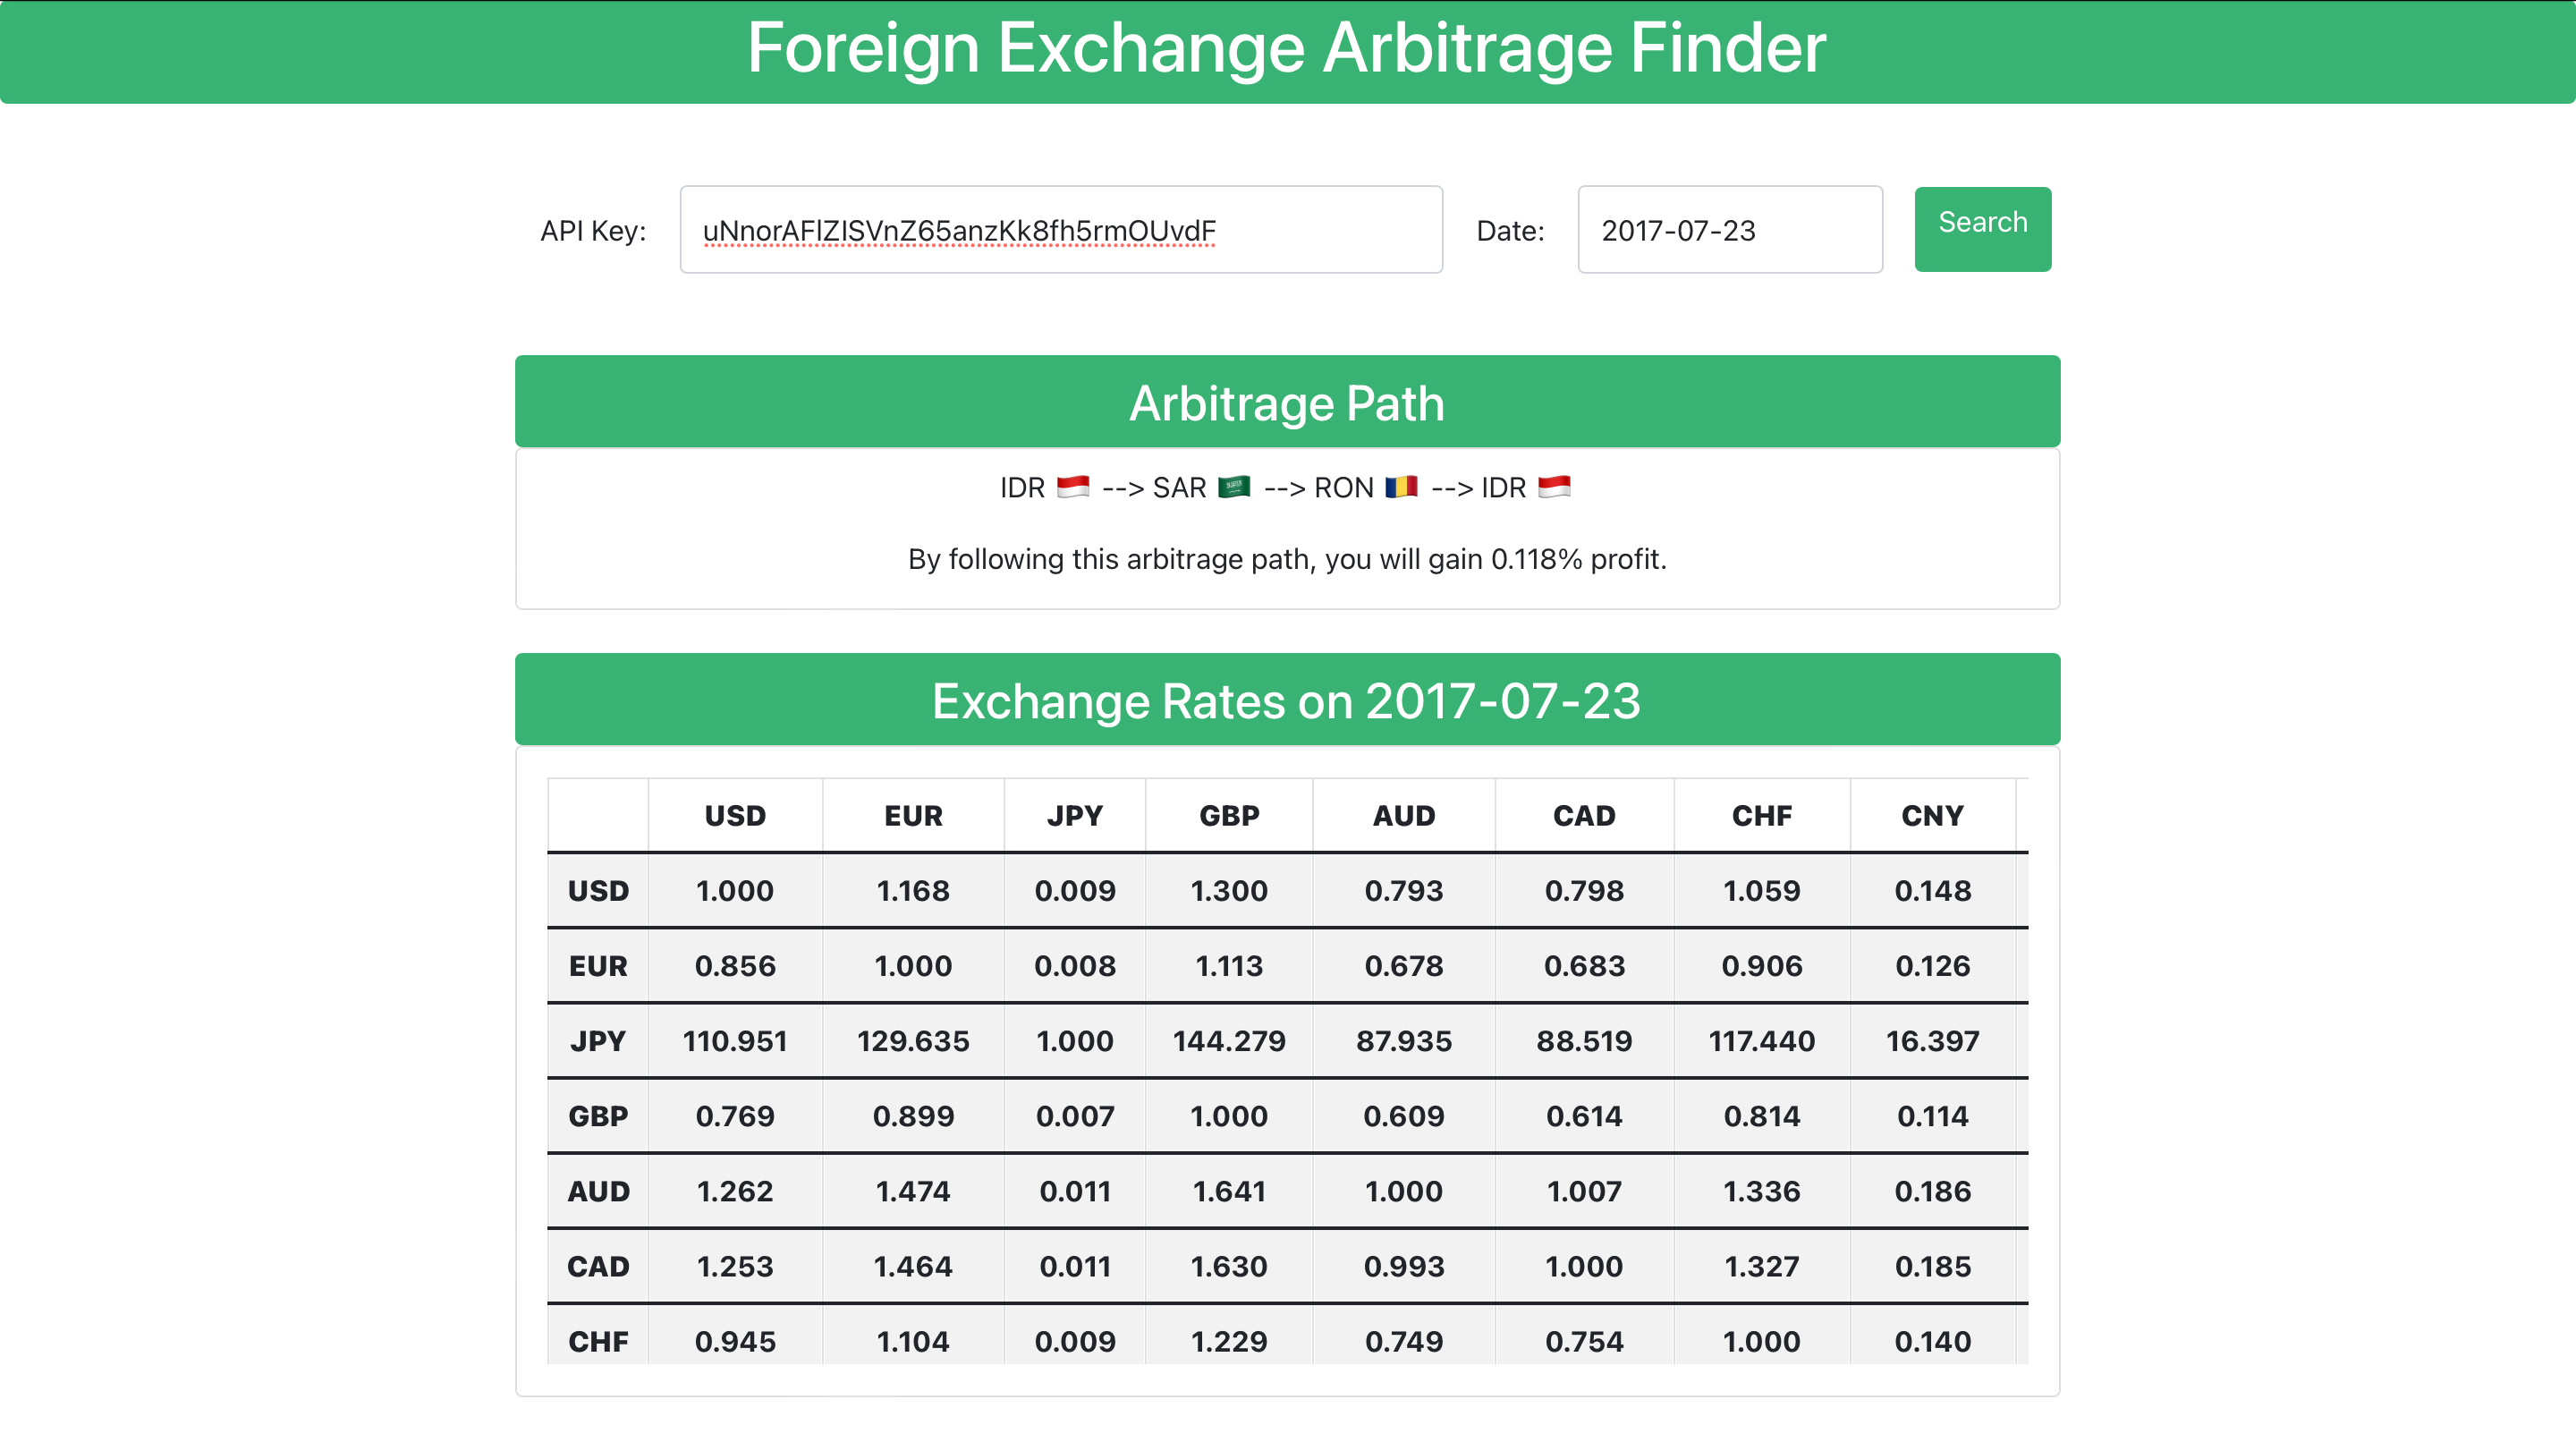 Foreign Exchange Arbitrage Finder
API Key: uNnorAFlZISVnZ65anzKk8fh5rmOUvdF Date: 2017-07-23 Search
Arbitrage Path
IDR 🇮🇩 --> SAR 🇸🇦 --> RON 🇷🇴 --> IDR 🇮🇩
By following this arbitrage path, you will gain 0.118% profit.
Exchange Rates on 2017-07-23
USD EUR JPY GBP AUD CAD CHF CNY
USD 1.000 1.168 0.009 1.300 0.793 0.798 1.059 0.148
EUR 0.856 1.000 0.008 1.113 0.678 0.683 0.906 0.126
JPY 110.951 129.635 1.000 144.279 87.935 88.519 117.440 16.397
GBP 0.769 0.899 0.007 1.000 0.609 0.614 0.814 0.114
AUD 1.262 1.474 0.011 1.641 1.000 1.007 1.336 0.186
CAD 1.253 1.464 0.011 1.630 0.993 1.000 1.327 0.185
CHF 0.945 1.104 0.009 1.229 0.749 0.754 1.000 0.140